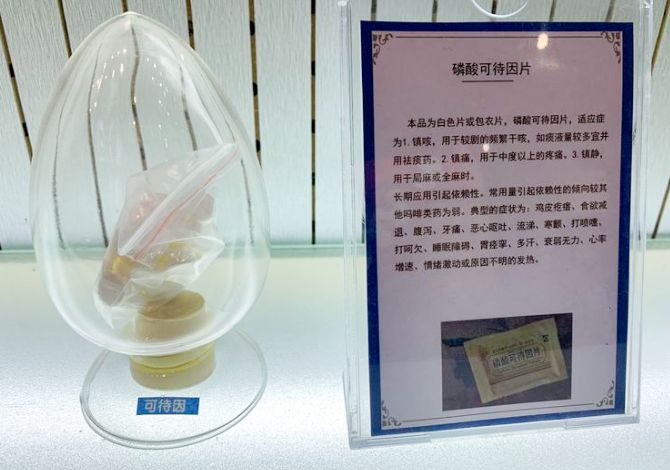 磷酸可待因片
本品为白色片或包衣片，磷酸可待因片，适应症
为1.镇咳，用于较剧的频繁干咳，如痰液量较多宜并
用祛痰药。2.镇痛，用于中度以上的疼痛。3.镇静，
用于局麻或全麻时。
长期应用引起依赖性。常用量引起依赖性的倾向较其
他吗啡类药为弱。典型的症状为：鸡皮疙瘩、食欲减
退、腹泻、牙痛、恶心呕吐、流涕、寒颤、打喷嚏、
打呵欠、睡眠障碍、胃痉挛、多汗、衰弱无力、心率
增速、情绪激动或原因不明的发热。
磷酸可待因片
可待因